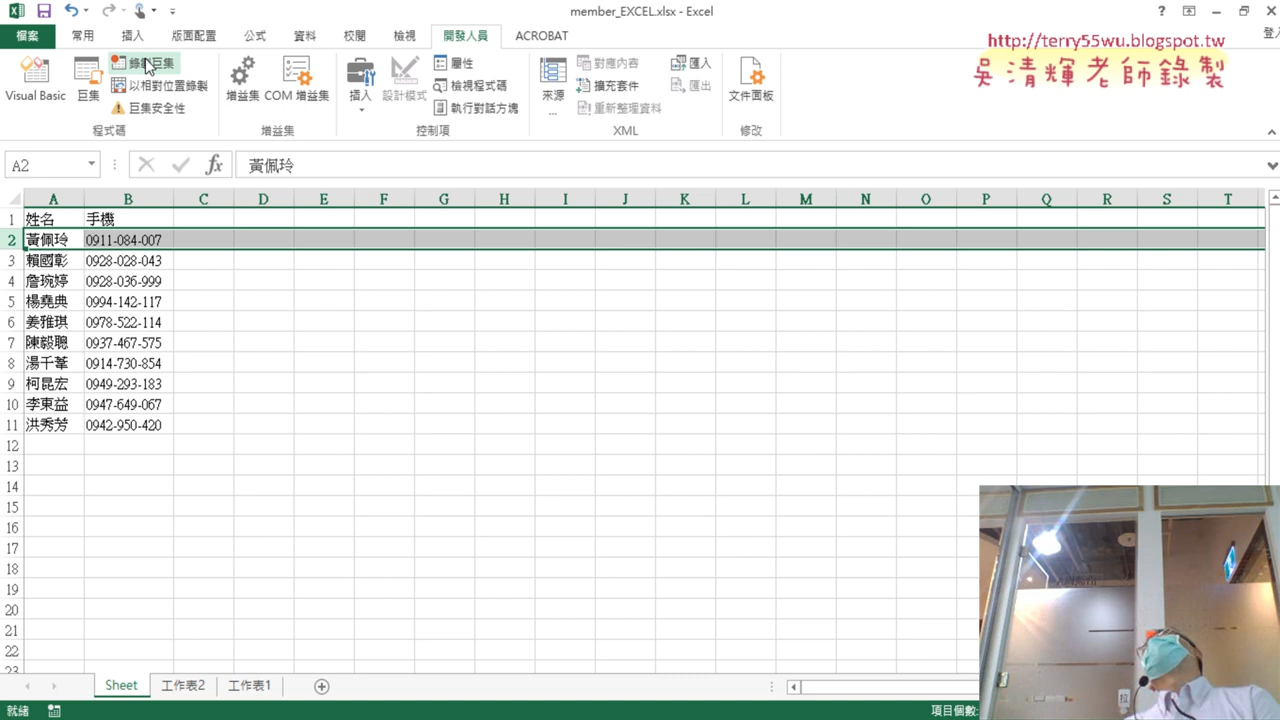 member_EXCEL.xlsx - Excel
檔案 常用 插入 版面配置 公式 資料 校閱 檢視 開發人員 ACROBAT 登入
http://terry55wu.blogspot.tw
吳清輝老師錄製
Visual Basic 巨集 錄製巨集
以相對位置錄製
巨集安全性
程式碼
增益集 COM 增益集
增益集
插入 設計模式 屬性
檢視程式碼
執行對話方塊
控制項
來源 對應內容 匯入
擴充套件 匯出
重新整理資料
XML
文件面板
修改
A2 fx 黃佩玲
A B C D E F G H I J K L M N O P Q R S T
1 姓名 手機
2 黃佩玲 0911-084-007
3 賴國彰 0928-028-043
4 詹琬婷 0928-036-999
5 楊堯典 0994-142-117
6 姜雅琪 0978-522-114
7 陳毅聰 0937-467-575
8 湯千葦 0914-730-854
9 柯昆宏 0949-293-183
10 李東益 0947-649-067
11 洪秀芳 0942-950-420
12
13
14
15
16
17
18
19
20
21
22
23
Sheet 工作表2 工作表1
就緒 項目個數: